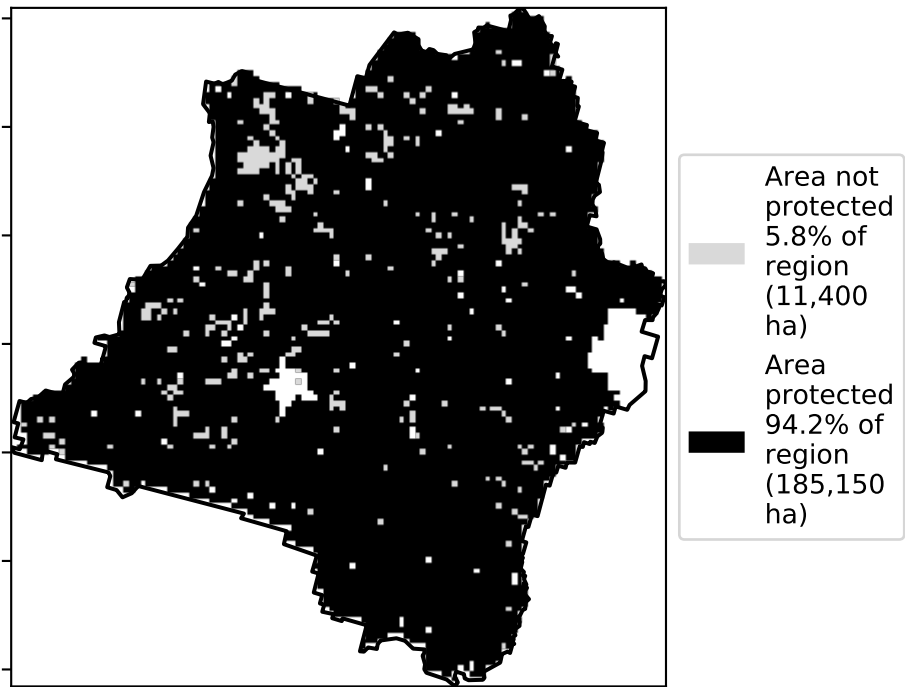 Area not
protected
5.8% of
region
(11,400
ha)
Area
protected
94.2% of
region
(185,150
ha)